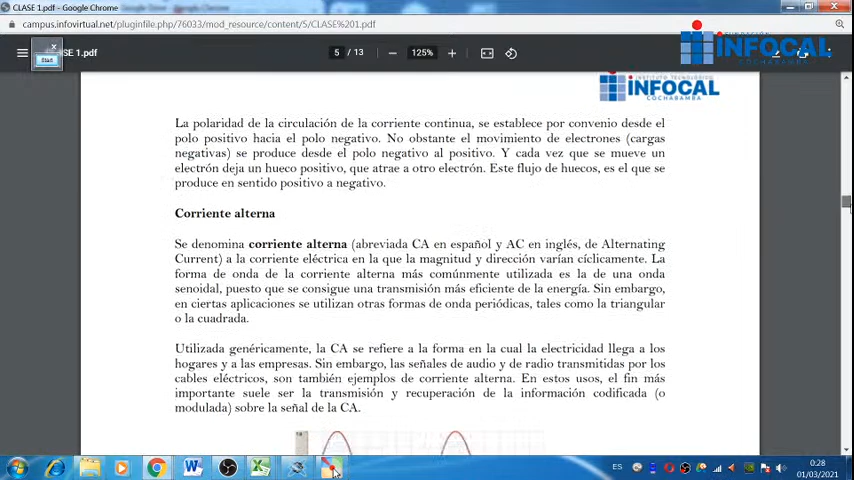 CLASE 1.pdf - Google Chrome
campus.infovirtual.net/pluginfile.php/76033/mod_resource/content/5/CLASE%201.pdf
SE 1.pdf
5 / 13
125%
Start
INFOCAL
INSTITUTO TECNOLÓGICO
INFOCAL
COCHABAMBA
La polaridad de la circulación de la corriente continua, se establece por convenio desde el
polo positivo hacia el polo negativo. No obstante el movimiento de electrones (cargas
negativas) se produce desde el polo negativo al positivo. Y cada vez que se mueve un
electrón deja un hueco positivo, que atrae a otro electrón. Este flujo de huecos, es el que se
produce en sentido positivo a negativo.
Corriente alterna
Se denomina corriente alterna (abreviada CA en español y AC en inglés, de Alternating
Current) a la corriente eléctrica en la que la magnitud y dirección varían cíclicamente. La
forma de onda de la corriente alterna más comúnmente utilizada es la de una onda
senoidal, puesto que se consigue una transmisión más eficiente de la energía. Sin embargo,
en ciertas aplicaciones se utilizan otras formas de onda periódicas, tales como la triangular
o la cuadrada.
Utilizada genéricamente, la CA se refiere a la forma en la cual la electricidad llega a los
hogares y a las empresas. Sin embargo, las señales de audio y de radio transmitidas por los
cables eléctricos, son también ejemplos de corriente alterna. En estos usos, el fin más
importante suele ser la transmisión y recuperación de la información codificada (o
modulada) sobre la señal de la CA.
ES
0:28
01/03/2021